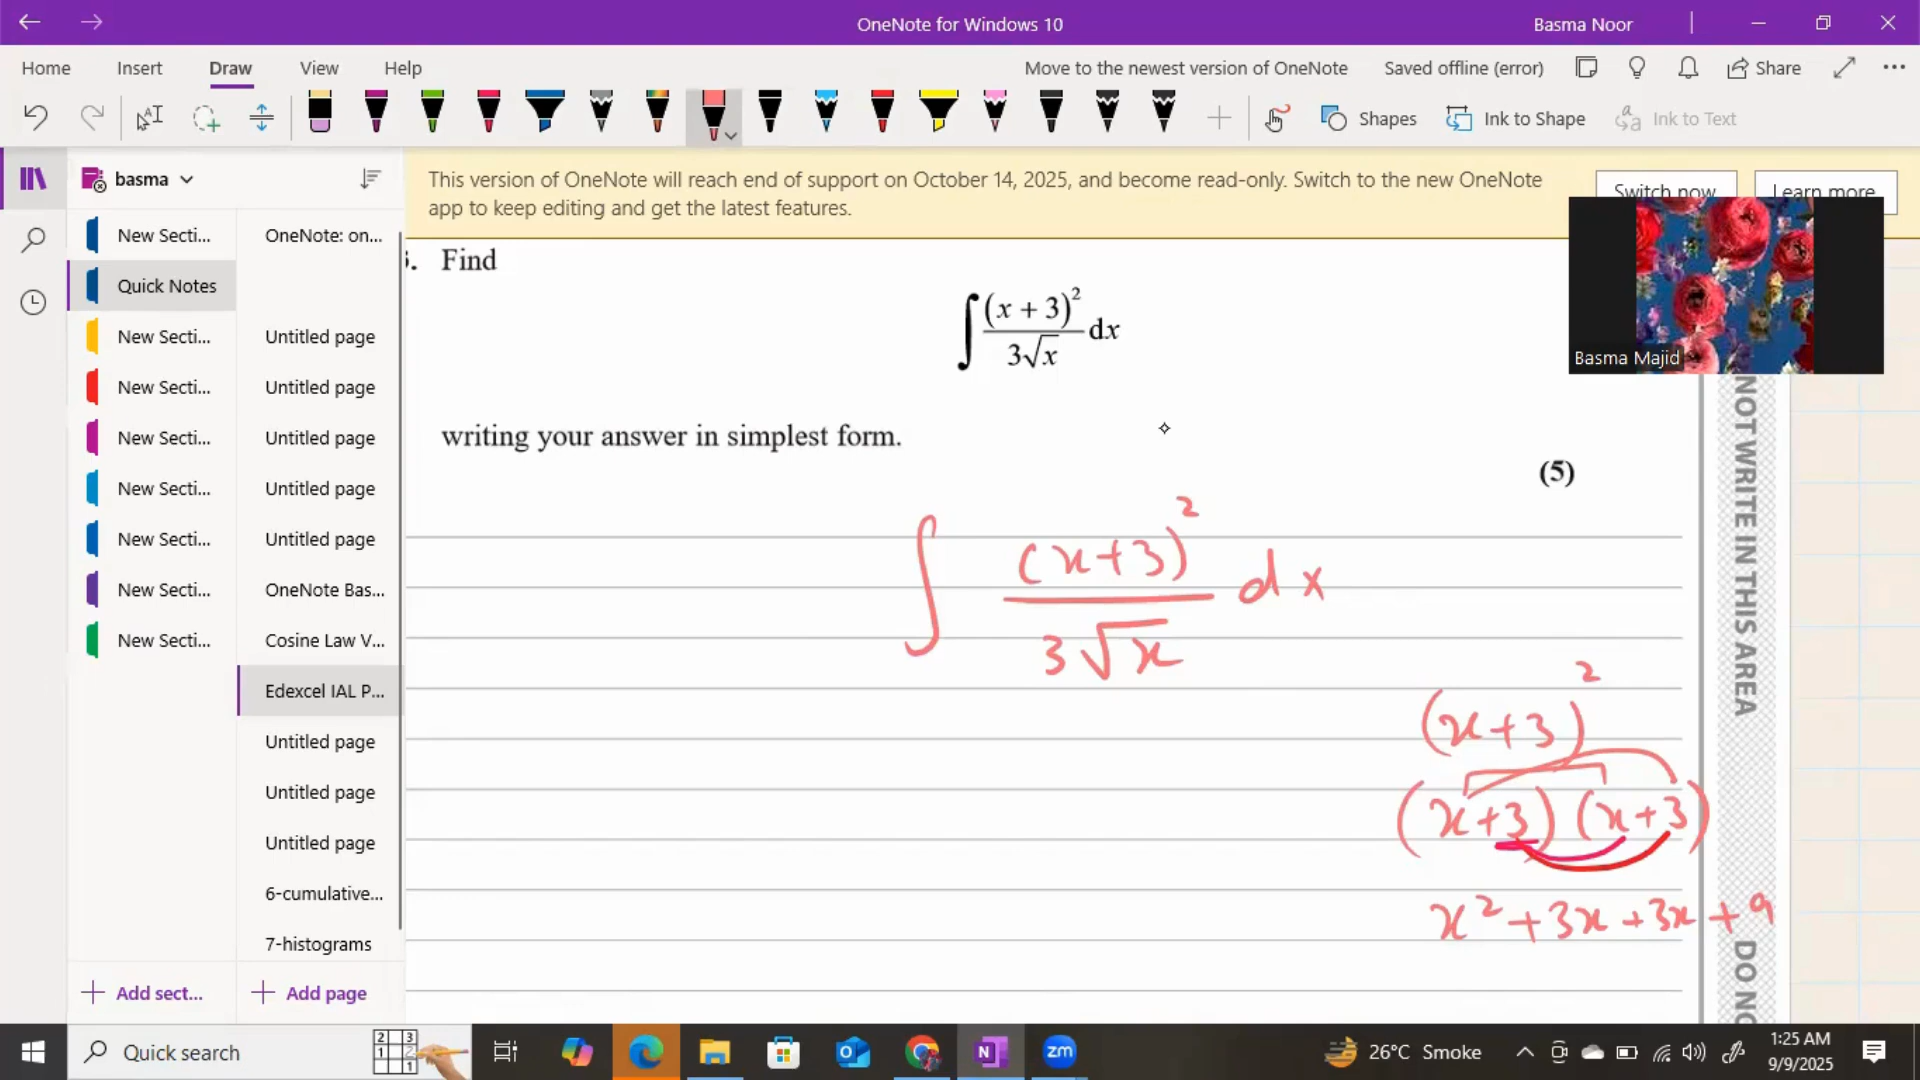 OneNote for Windows 10
Basma Noor
Home Insert Draw View Help
Move to the newest version of OneNote Saved offline (error) Share
Shapes Ink to Shape Ink to Text
basma
This version of OneNote will reach end of support on October 14, 2025, and become read-only. Switch to the new OneNote
app to keep editing and get the latest features.
Switch now Learn more
New Secti...
Quick Notes
New Secti...
New Secti...
New Secti...
New Secti...
New Secti...
New Secti...
New Secti...
Add sect...
OneNote: on...
Untitled page
Untitled page
Untitled page
Untitled page
Untitled page
OneNote Bas...
Cosine Law V...
Edexcel IAL P...
Untitled page
Untitled page
Untitled page
6-cumulative...
7-histograms
Add page
Find
∫ (x + 3)² / 3√x dx
writing your answer in simplest form.
(5)
∫ (x+3)² / 3√x dx
(x+3)²
(x+3)(x+3)
x²+3x+3x+9
Basma Majid
NOT WRITE IN THIS AREA
DO NO
Quick search
26°C Smoke
1:25 AM
9/9/2025